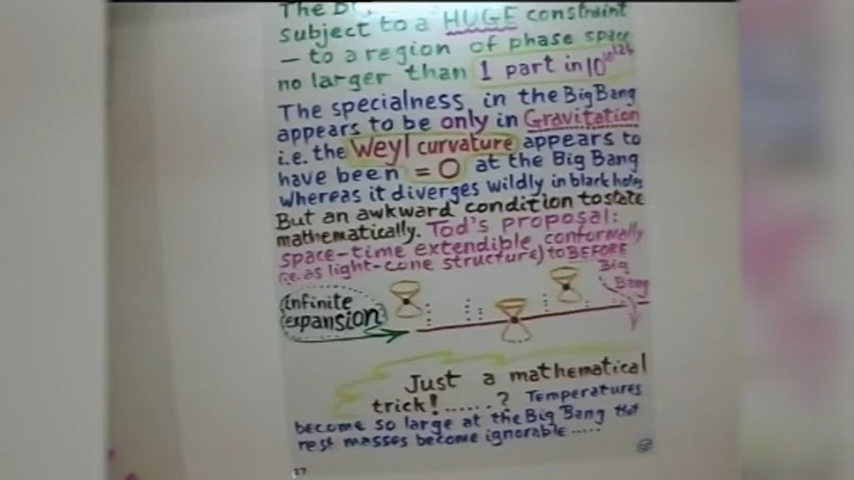 The B
subject to a HUGE constraint
– to a region of phase space
no larger than 1 part in 10^10^124
The specialness in the Big Bang
appears to be only in Gravitation
i.e. the Weyl curvature appears to
have been = 0 at the Big Bang
whereas it diverges wildly in black holes
But an awkward condition to state
mathematically. Tod's proposal:
space-time extendible conformally
(i.e. as light-cone structure) to BEFORE
Big
Bang
Infinite
expansion
Just a mathematical
trick!......? Temperatures
become so large at the Big Bang that
rest masses become ignorable.....